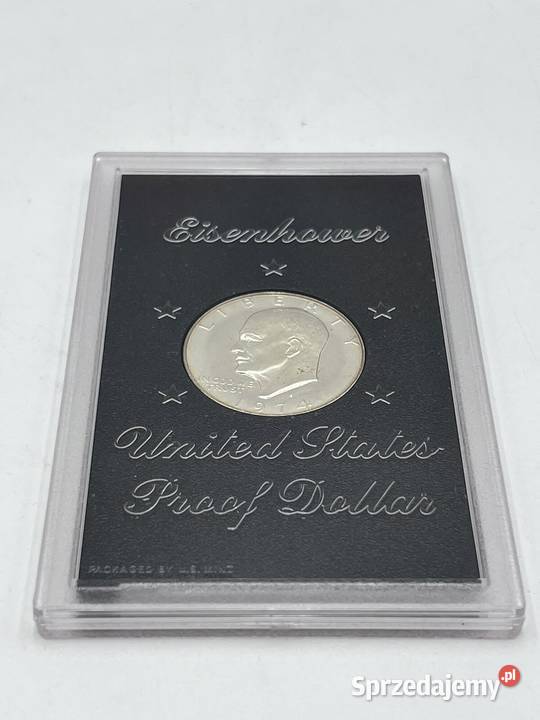 Eisenhower
LIBERTY
IN GOD WE
TRUST
1974
United States
Proof Dollar
PACKAGED BY U.S. MINT
Sprzedajemy.pl